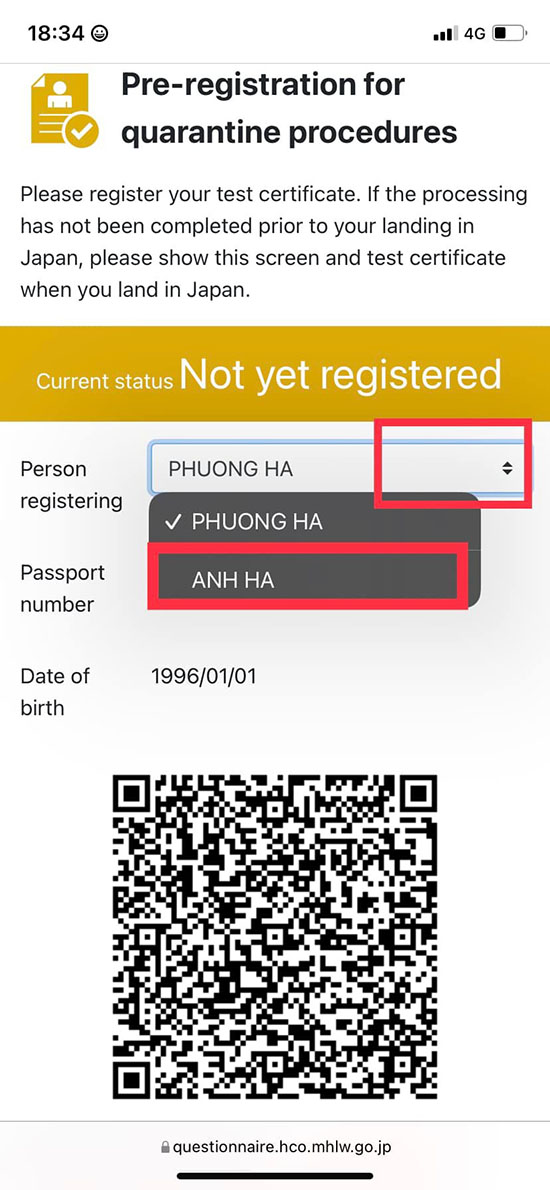 18:34
4G
Pre-registration for
quarantine procedures
Please register your test certificate. If the processing
has not been completed prior to your landing in
Japan, please show this screen and test certificate
when you land in Japan.
Current status Not yet registered
Person
registering
PHUONG HA
✓ PHUONG HA
ANH HA
Passport
number
Date of
birth
1996/01/01
questionnaire.hco.mhlw.go.jp